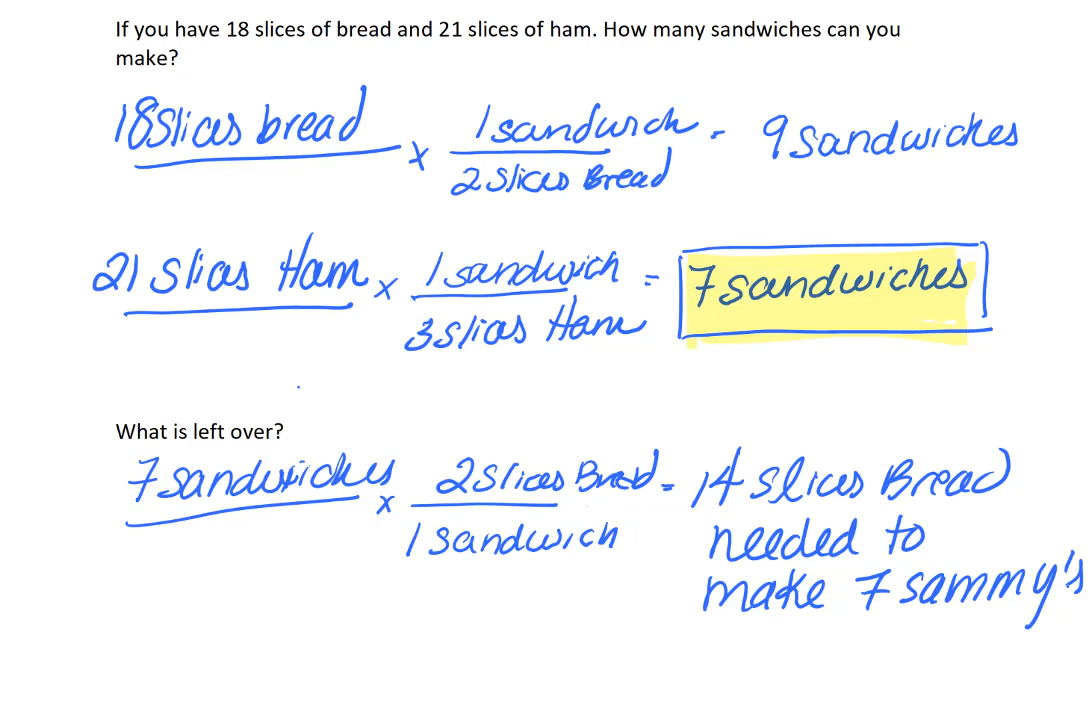 If you have 18 slices of bread and 21 slices of ham. How many sandwiches can you
make?
18 Slices bread x 1 sandwich = 9 sandwiches
2 Slices Bread
21 Slices Ham x 1 sandwich = 7 sandwiches
3 slices Ham
What is left over?
7 sandwiches x 2 Slices Bread = 14 slices Bread
1 sandwich needed to
make 7 sammy's